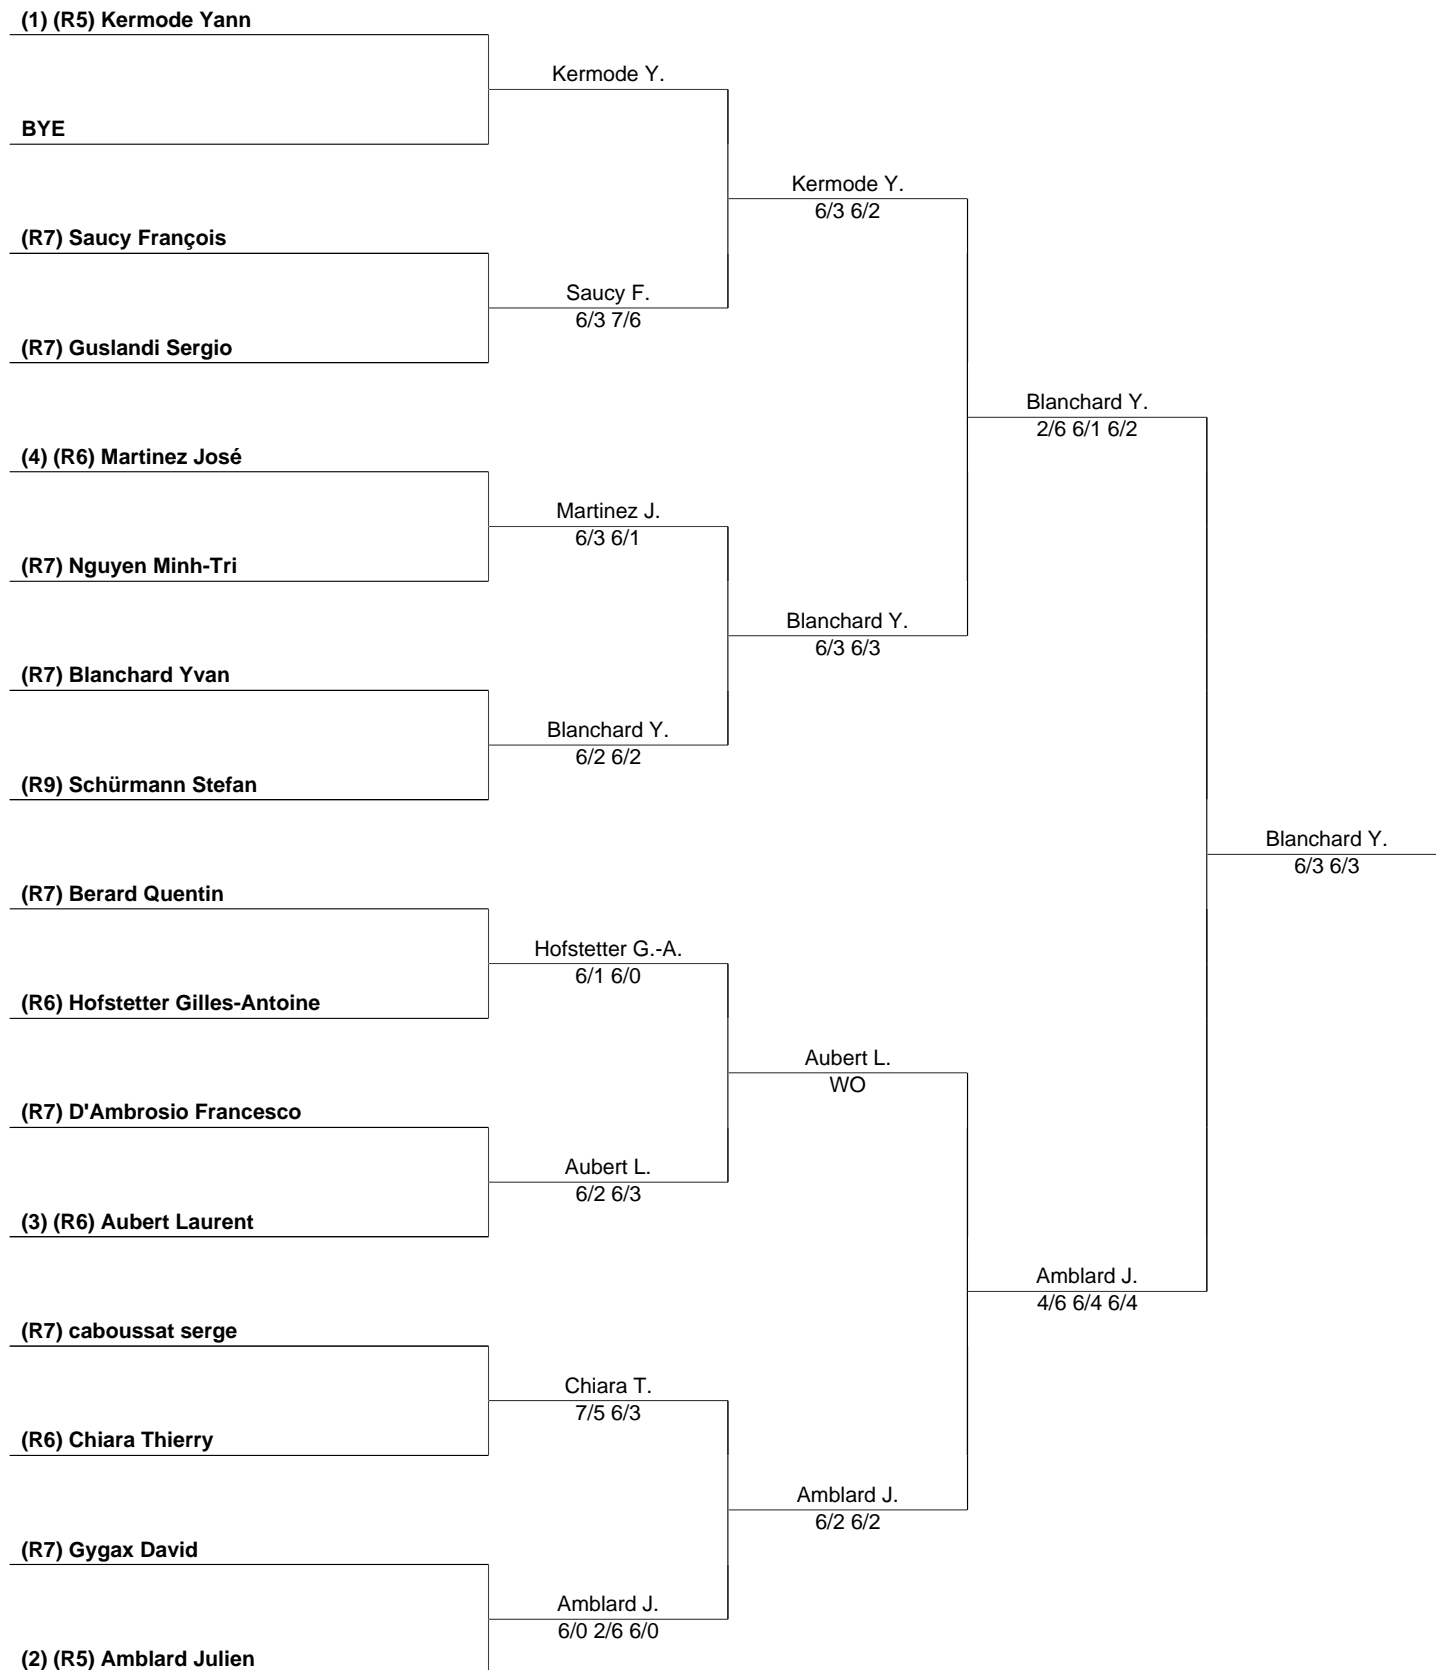 (1) (R5) Kermode Yann
Kermode Y.
BYE
Kermode Y.
6/3 6/2
(R7) Saucy François
Saucy F.
6/3 7/6
(R7) Guslandi Sergio
Blanchard Y.
2/6 6/1 6/2
(4) (R6) Martinez José
Martinez J.
6/3 6/1
(R7) Nguyen Minh-Tri
Blanchard Y.
6/3 6/3
(R7) Blanchard Yvan
Blanchard Y.
6/2 6/2
(R9) Schürmann Stefan
Blanchard Y.
6/3 6/3
(R7) Berard Quentin
Hofstetter G.-A.
6/1 6/0
(R6) Hofstetter Gilles-Antoine
Aubert L.
WO
(R7) D'Ambrosio Francesco
Aubert L.
6/2 6/3
(3) (R6) Aubert Laurent
Amblard J.
4/6 6/4 6/4
(R7) caboussat serge
Chiara T.
7/5 6/3
(R6) Chiara Thierry
Amblard J.
6/2 6/2
(R7) Gygax David
Amblard J.
6/0 2/6 6/0
(2) (R5) Amblard Julien